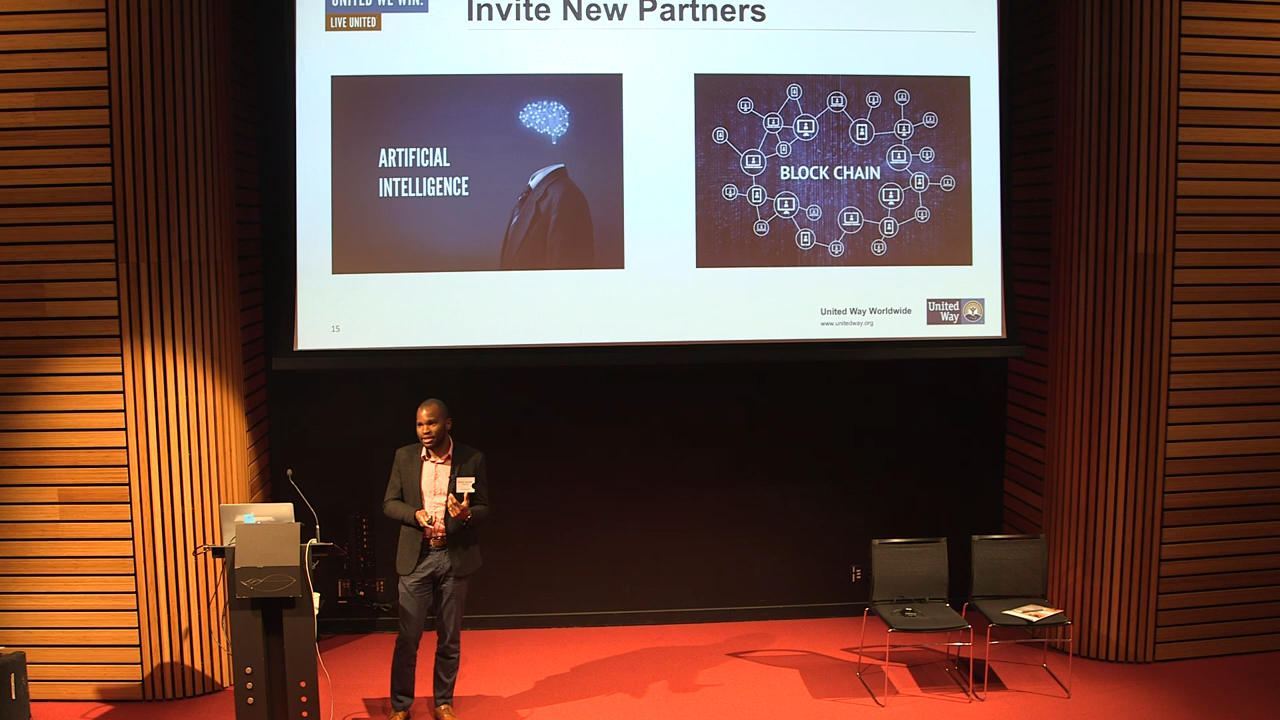 UNITED WE WIN.
LIVE UNITED
Invite New Partners
ARTIFICIAL
INTELLIGENCE
BLOCK CHAIN
15
United Way Worldwide
www.unitedway.org
United
Way